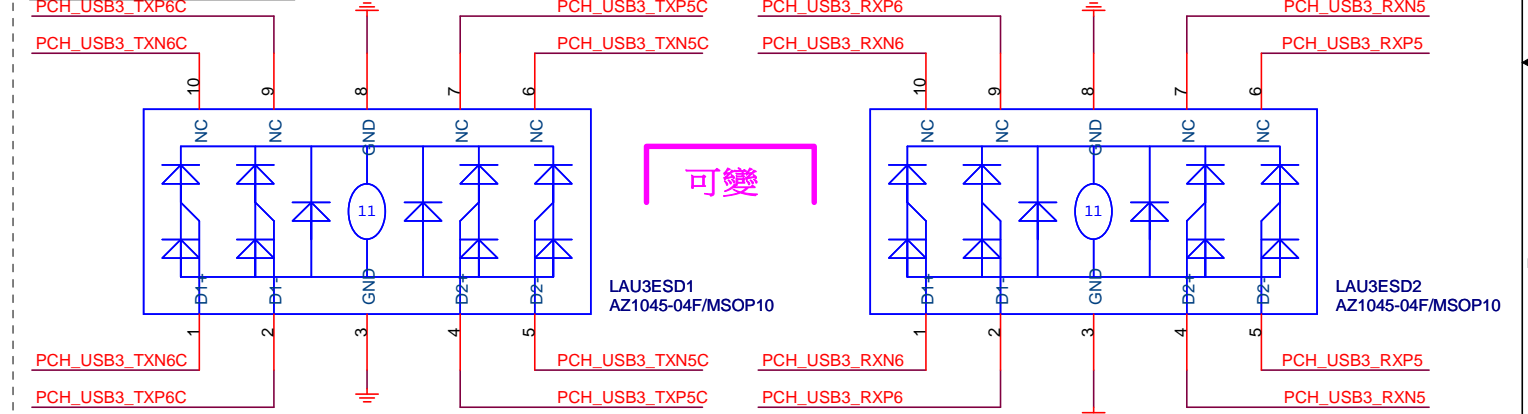 PCH_USB3_TXP6C
PCH_USB3_TXP5C
PCH_USB3_RXP6
PCH_USB3_RXN5
PCH_USB3_TXN6C
PCH_USB3_TXN5C
PCH_USB3_RXN6
PCH_USB3_RXP5
10 9 8 7 6
10 9 8 7 6
NC NC GND NC NC
NC NC GND NC NC
可變
11
11
D1+ D1- GND D2+ D2-
D1+ D1- GND D2+ D2-
LAU3ESD1
AZ1045-04F/MSOP10
LAU3ESD2
AZ1045-04F/MSOP10
1 2 3 4 5
1 2 3 4 5
PCH_USB3_TXN6C
PCH_USB3_TXN5C
PCH_USB3_RXN6
PCH_USB3_RXP5
PCH_USB3_TXP6C
PCH_USB3_TXP5C
PCH_USB3_RXP6
PCH_USB3_RXN5